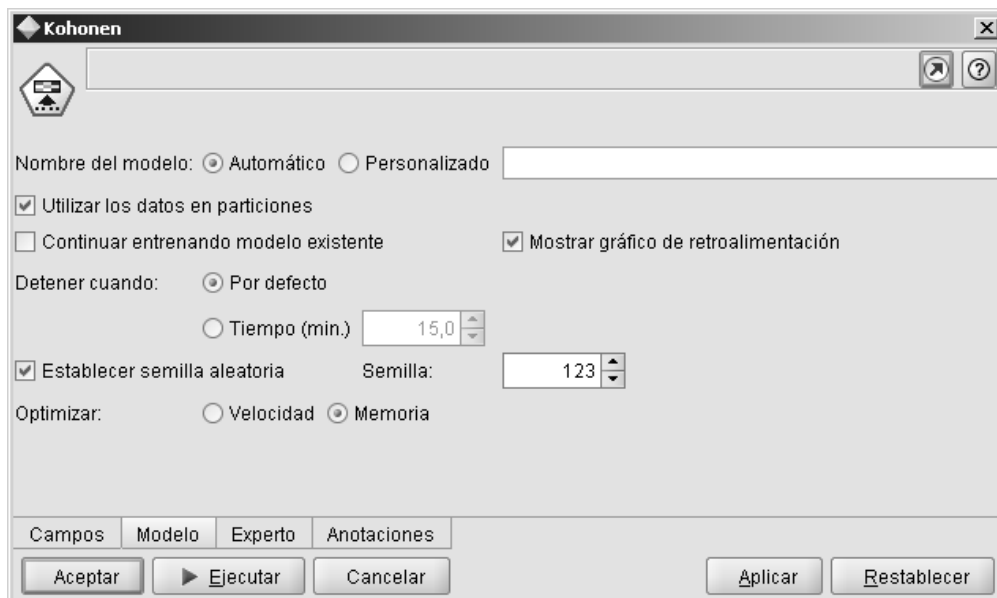 Kohonen
Nombre del modelo: Automático Personalizado
Utilizar los datos en particiones
Continuar entrenando modelo existente Mostrar gráfico de retroalimentación
Detener cuando: Por defecto
Tiempo (min.) 15,0
Establecer semilla aleatoria Semilla: 123
Optimizar: Velocidad Memoria
Campos Modelo Experto Anotaciones
Aceptar Ejecutar Cancelar Aplicar Restablecer